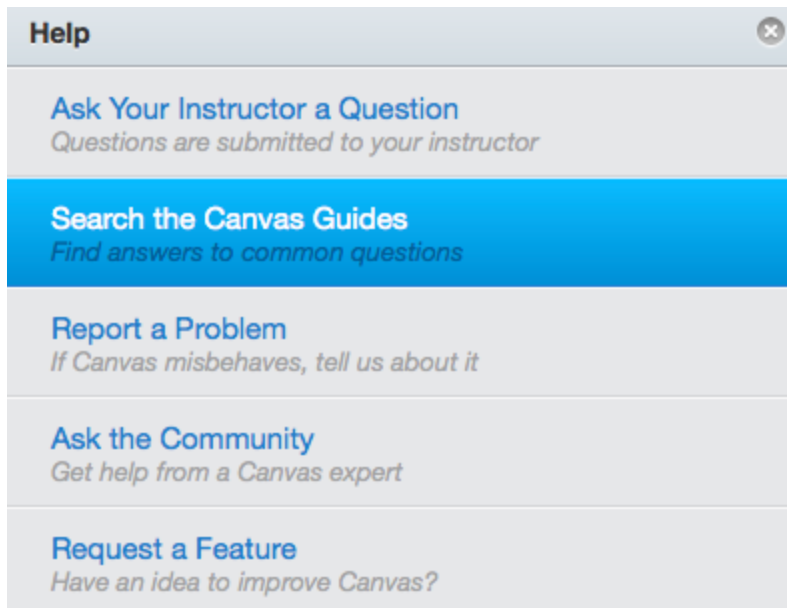 Help
Ask Your Instructor a Question
Questions are submitted to your instructor
Search the Canvas Guides
Find answers to common questions
Report a Problem
If Canvas misbehaves, tell us about it
Ask the Community
Get help from a Canvas expert
Request a Feature
Have an idea to improve Canvas?